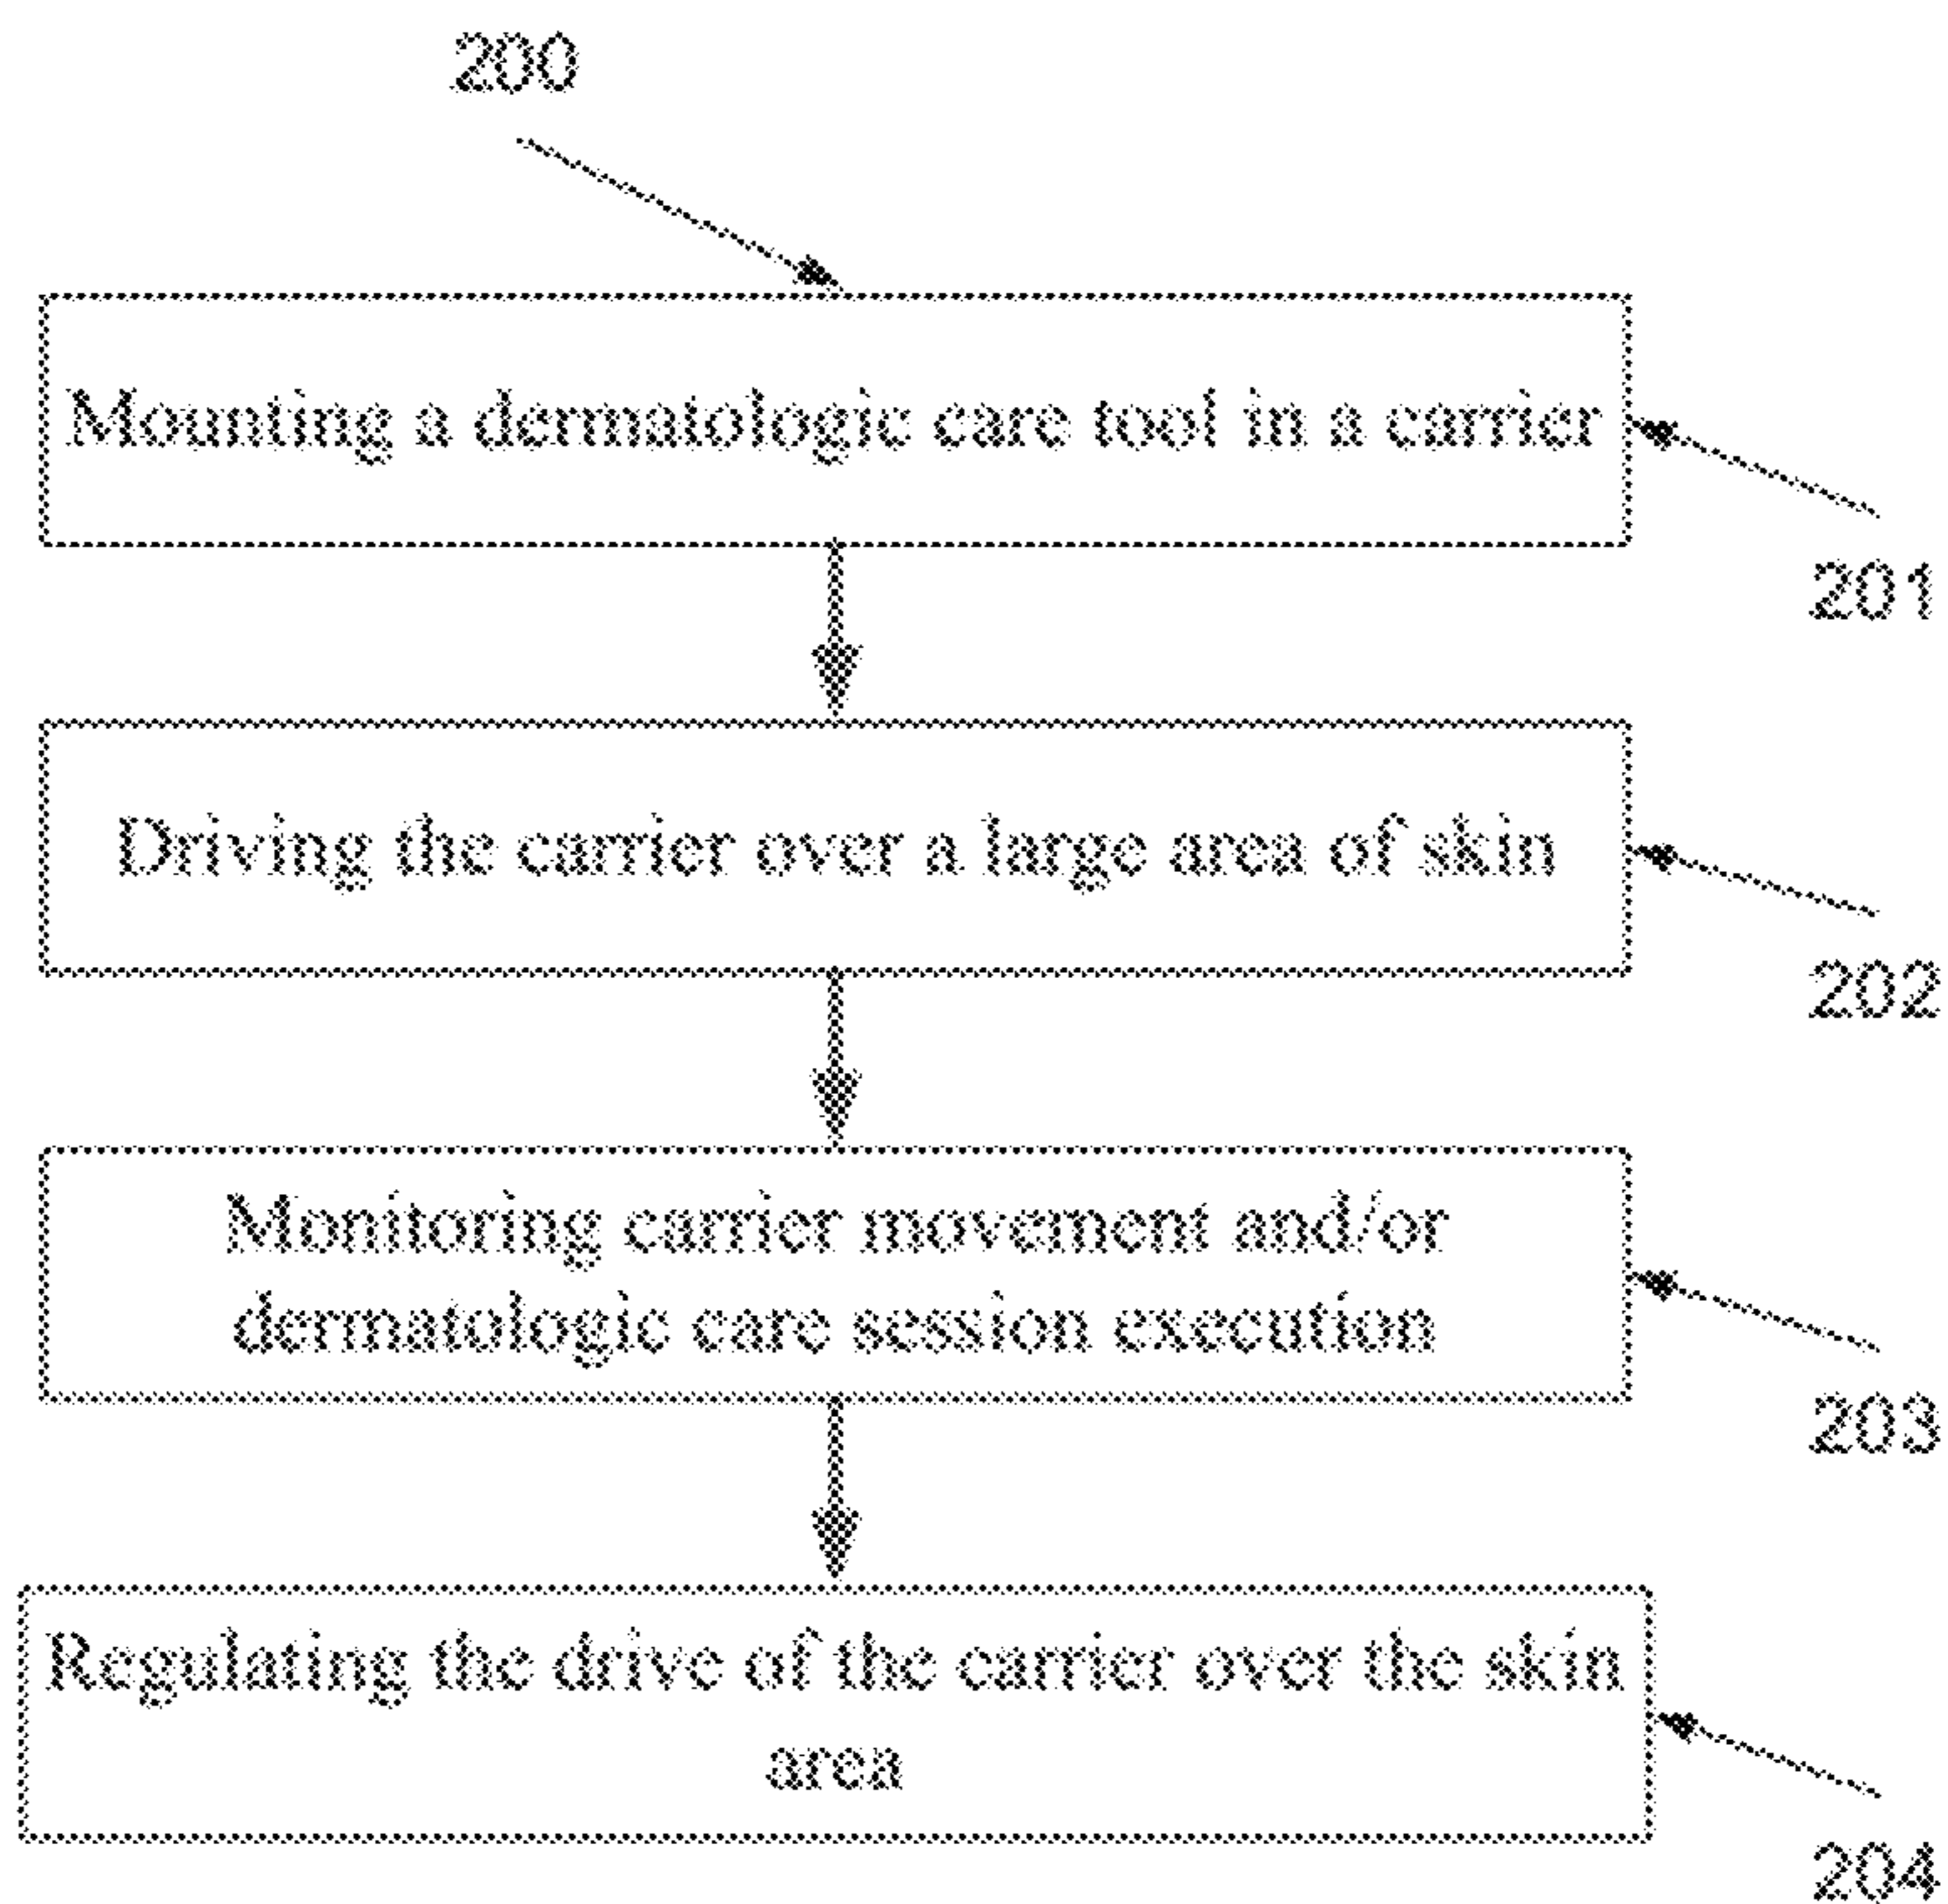 200
Mounting a dermatologic care tool in a carrier
201
Driving the carrier over a large area of skin
202
Monitoring carrier movement and/or
dermatologic care session execution
203
Regulating the drive of the carrier over the skin
area
204